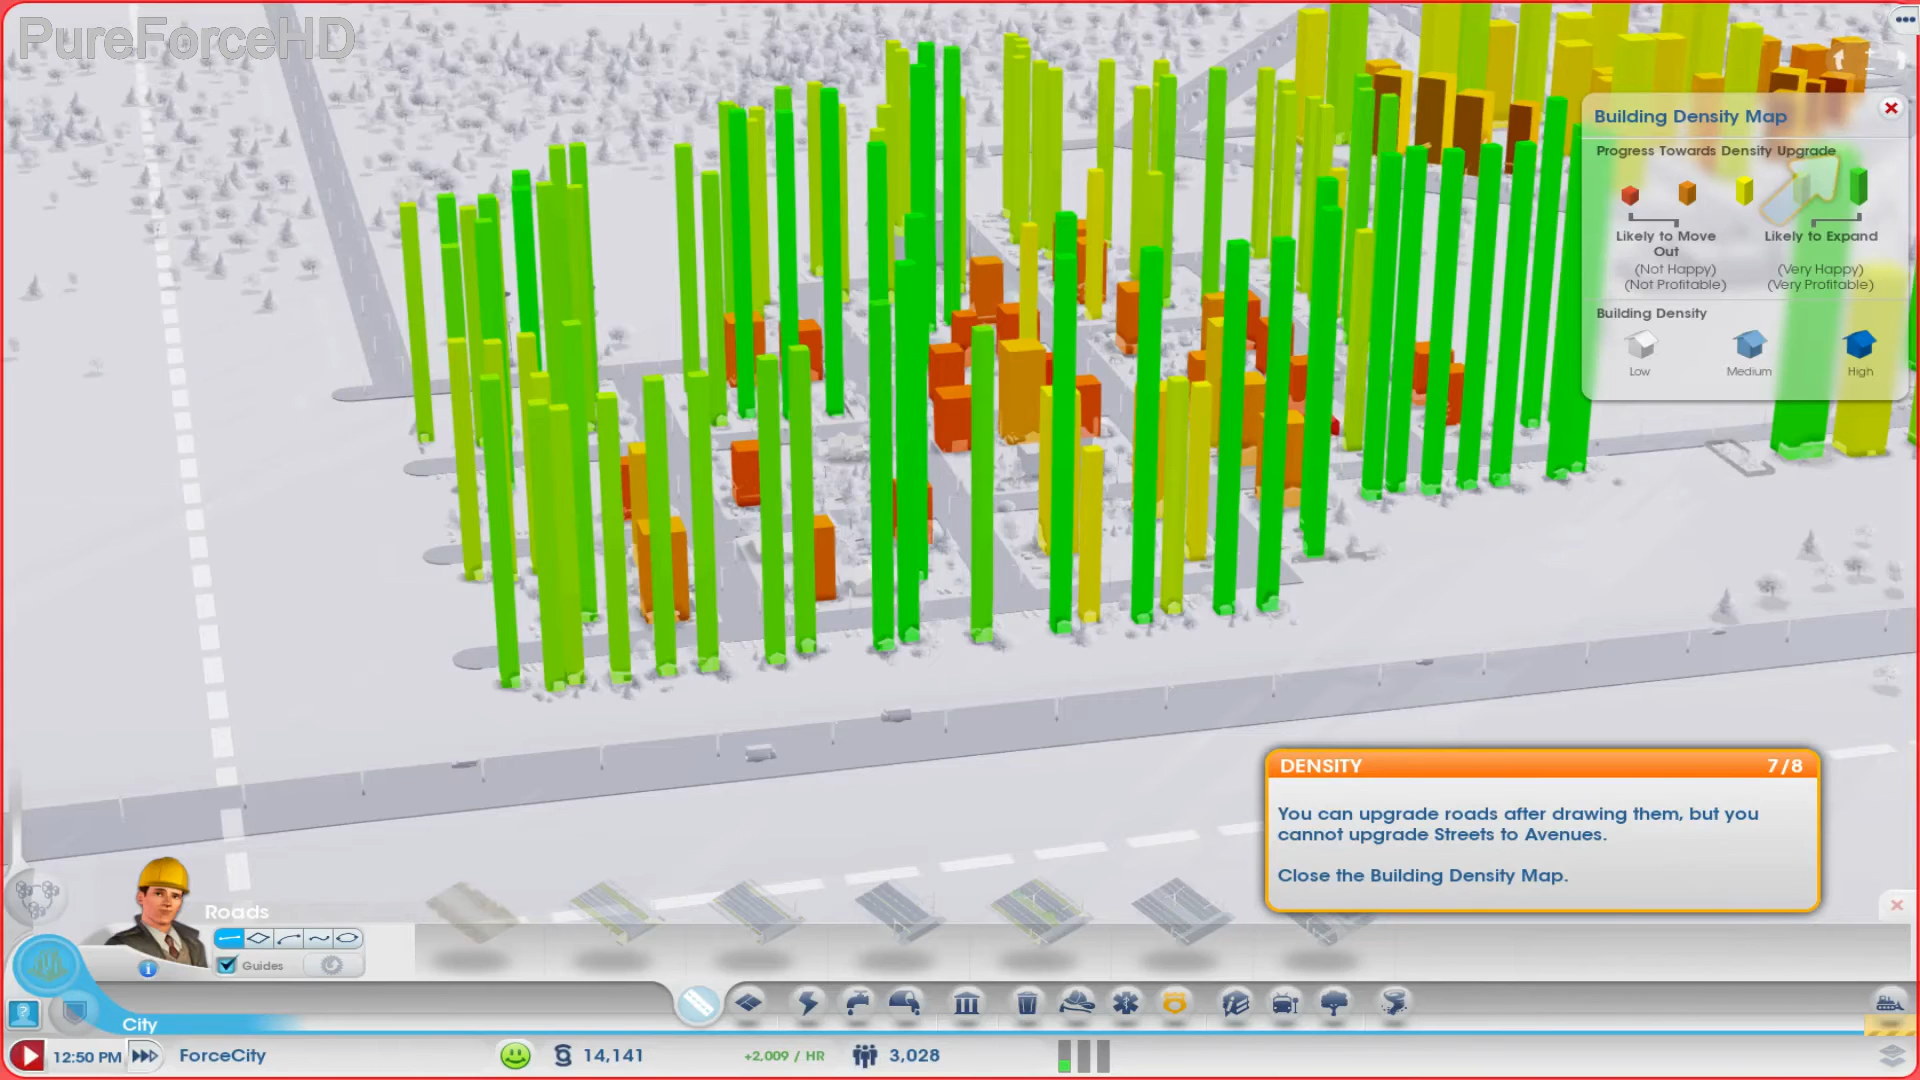 PureForceHD
Building Density Map
Progress Towards Density Upgrade
Likely to Move
Out
(Not Happy)
(Not Profitable)
Likely to Expand
(Very Happy)
(Very Profitable)
Building Density
Low
Medium
High
DENSITY
7/8
You can upgrade roads after drawing them, but you
cannot upgrade Streets to Avenues.
Close the Building Density Map.
Roads
Guides
City
12:50 PM
ForceCity
14,141
+2,009 / HR
3,028